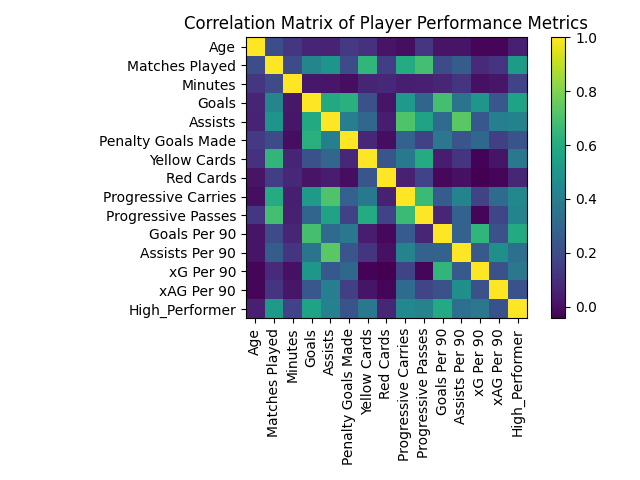 Correlation Matrix of Player Performance Metrics
Age
Matches Played
Minutes
Goals
Assists
Penalty Goals Made
Yellow Cards
Red Cards
Progressive Carries
Progressive Passes
Goals Per 90
Assists Per 90
xG Per 90
xAG Per 90
High_Performer
Age
Matches Played
Minutes
Goals
Assists
Penalty Goals Made
Yellow Cards
Red Cards
Progressive Carries
Progressive Passes
Goals Per 90
Assists Per 90
xG Per 90
xAG Per 90
High_Performer
1.0
0.8
0.6
0.4
0.2
0.0